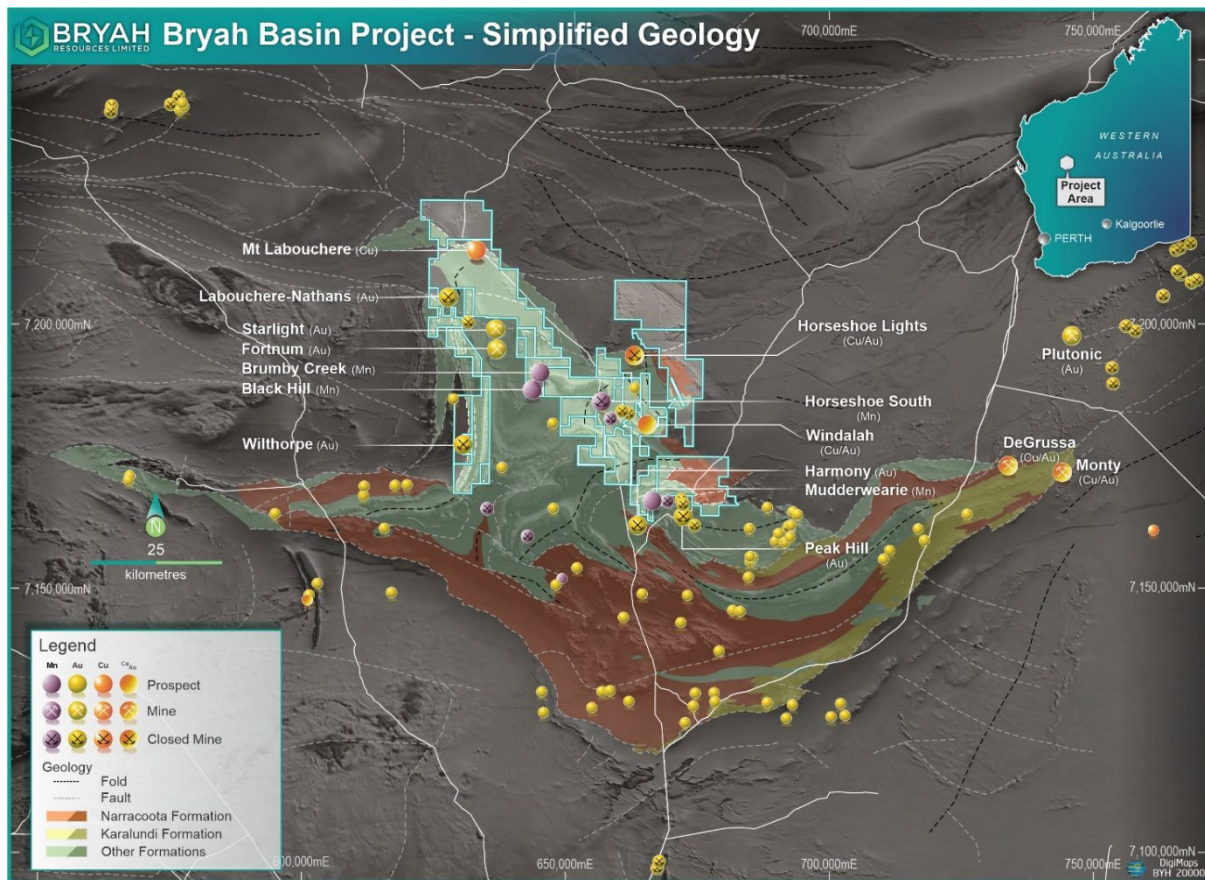 BRYAH
RESOURCES LIMITED
Bryah Basin Project - Simplified Geology
700,000mE
750,000mE
WESTERN
AUSTRALIA
Project
Area
Kalgoorlie
PERTH
Mt Labouchere (Cu)
Labouchere-Nathans (Au)
7,200,000mN
Starlight (Au)
Fortnum (Au)
Brumby Creek (Mn)
Black Hill (Mn)
Wilthorpe (Au)
Horseshoe Lights
(Cu/Au)
7,200,000mN
Plutonic
(Au)
Horseshoe South
(Mn)
Windalah
(Cu/Au)
Harmony (Au)
Mudderwearie (Mn)
DeGrussa
(Cu/Au)
Monty
(Cu/Au)
Peak Hill
(Au)
N
25
kilometres
7,150,000mN
7,150,000mN
Legend
Mn Au Cu Cu Au
Prospect
Mine
Closed Mine
Geology
Fold
Fault
Narracoota Formation
Karalundi Formation
Other Formations
600,000mE
650,000mE
700,000mE
750,000mE
7,100,000mN
DigiMaps
BYH 20000